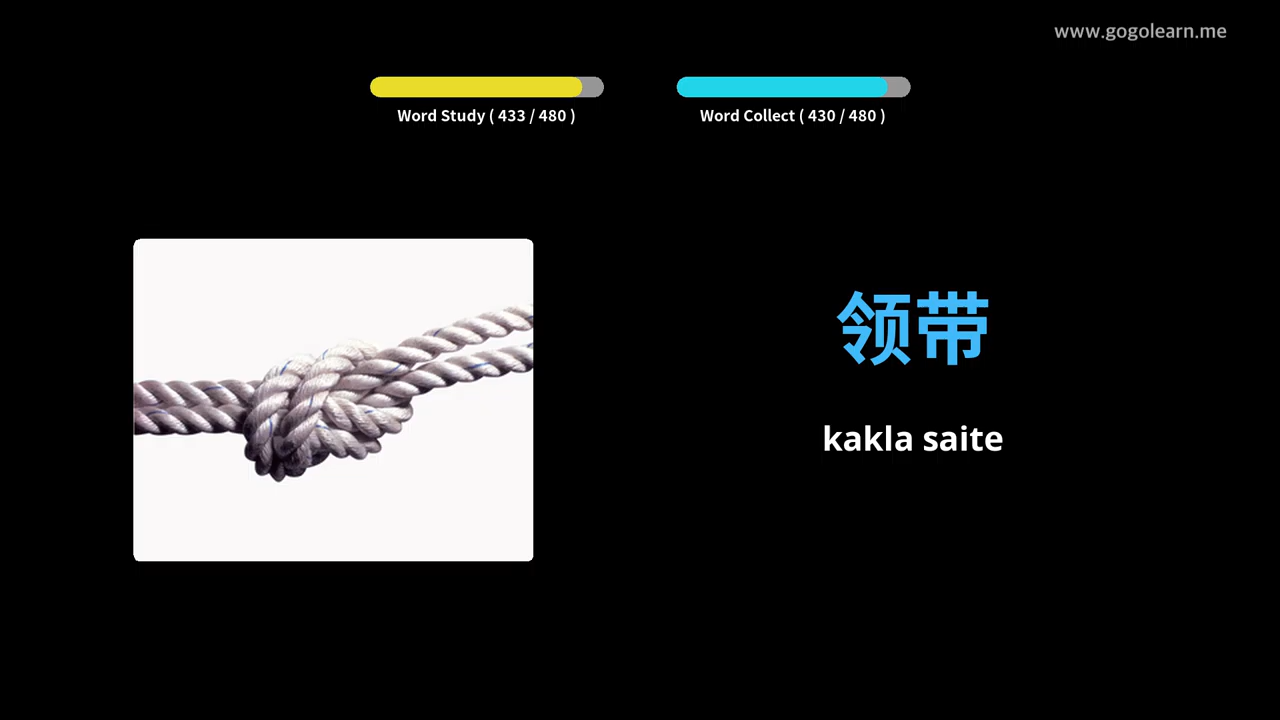 www.gogolearn.me
Word Study ( 433 / 480 )
Word Collect ( 430 / 480 )
领带
kakla saite